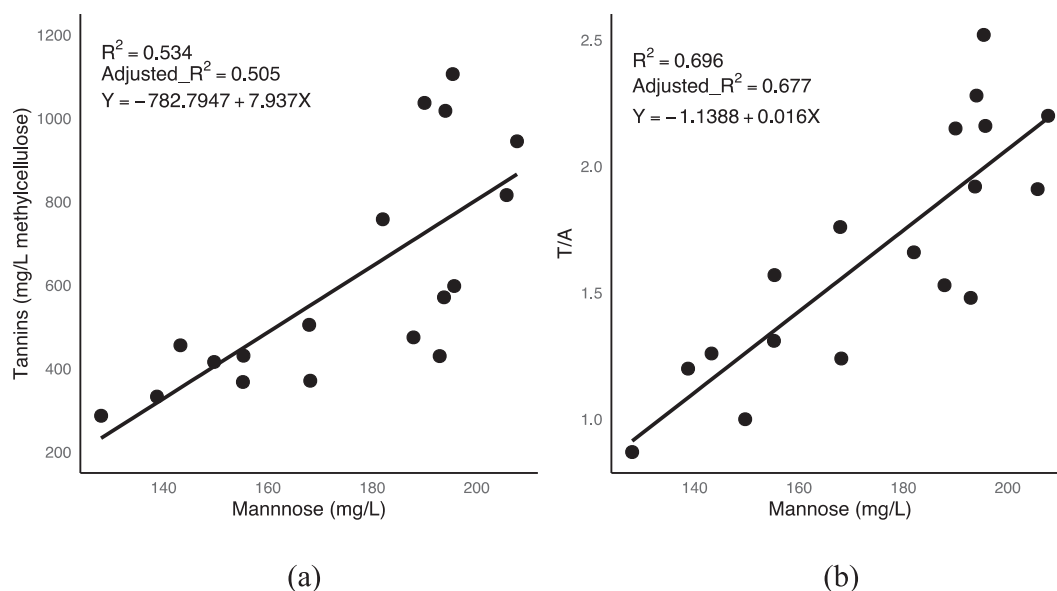 R² = 0.534
Adjusted_R² = 0.505
Y = −782.7947 + 7.937X
1200
1000
800
600
400
200
Tannins (mg/L methylcellulose)
140 160 180 200
Mannnose (mg/L)
(a)
R² = 0.696
Adjusted_R² = 0.677
Y = −1.1388 + 0.016X
2.5
2.0
1.5
1.0
T/A
140 160 180 200
Mannose (mg/L)
(b)